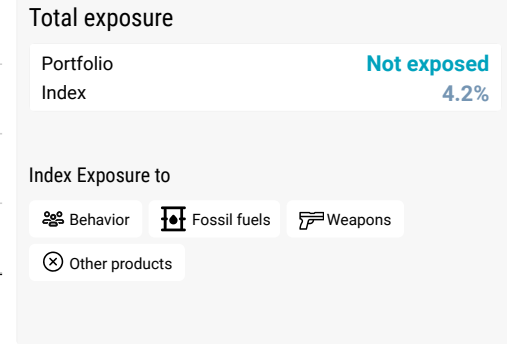 Total exposure
Portfolio Not exposed
Index 4.2%
Index Exposure to
Behavior Fossil fuels Weapons
Other products